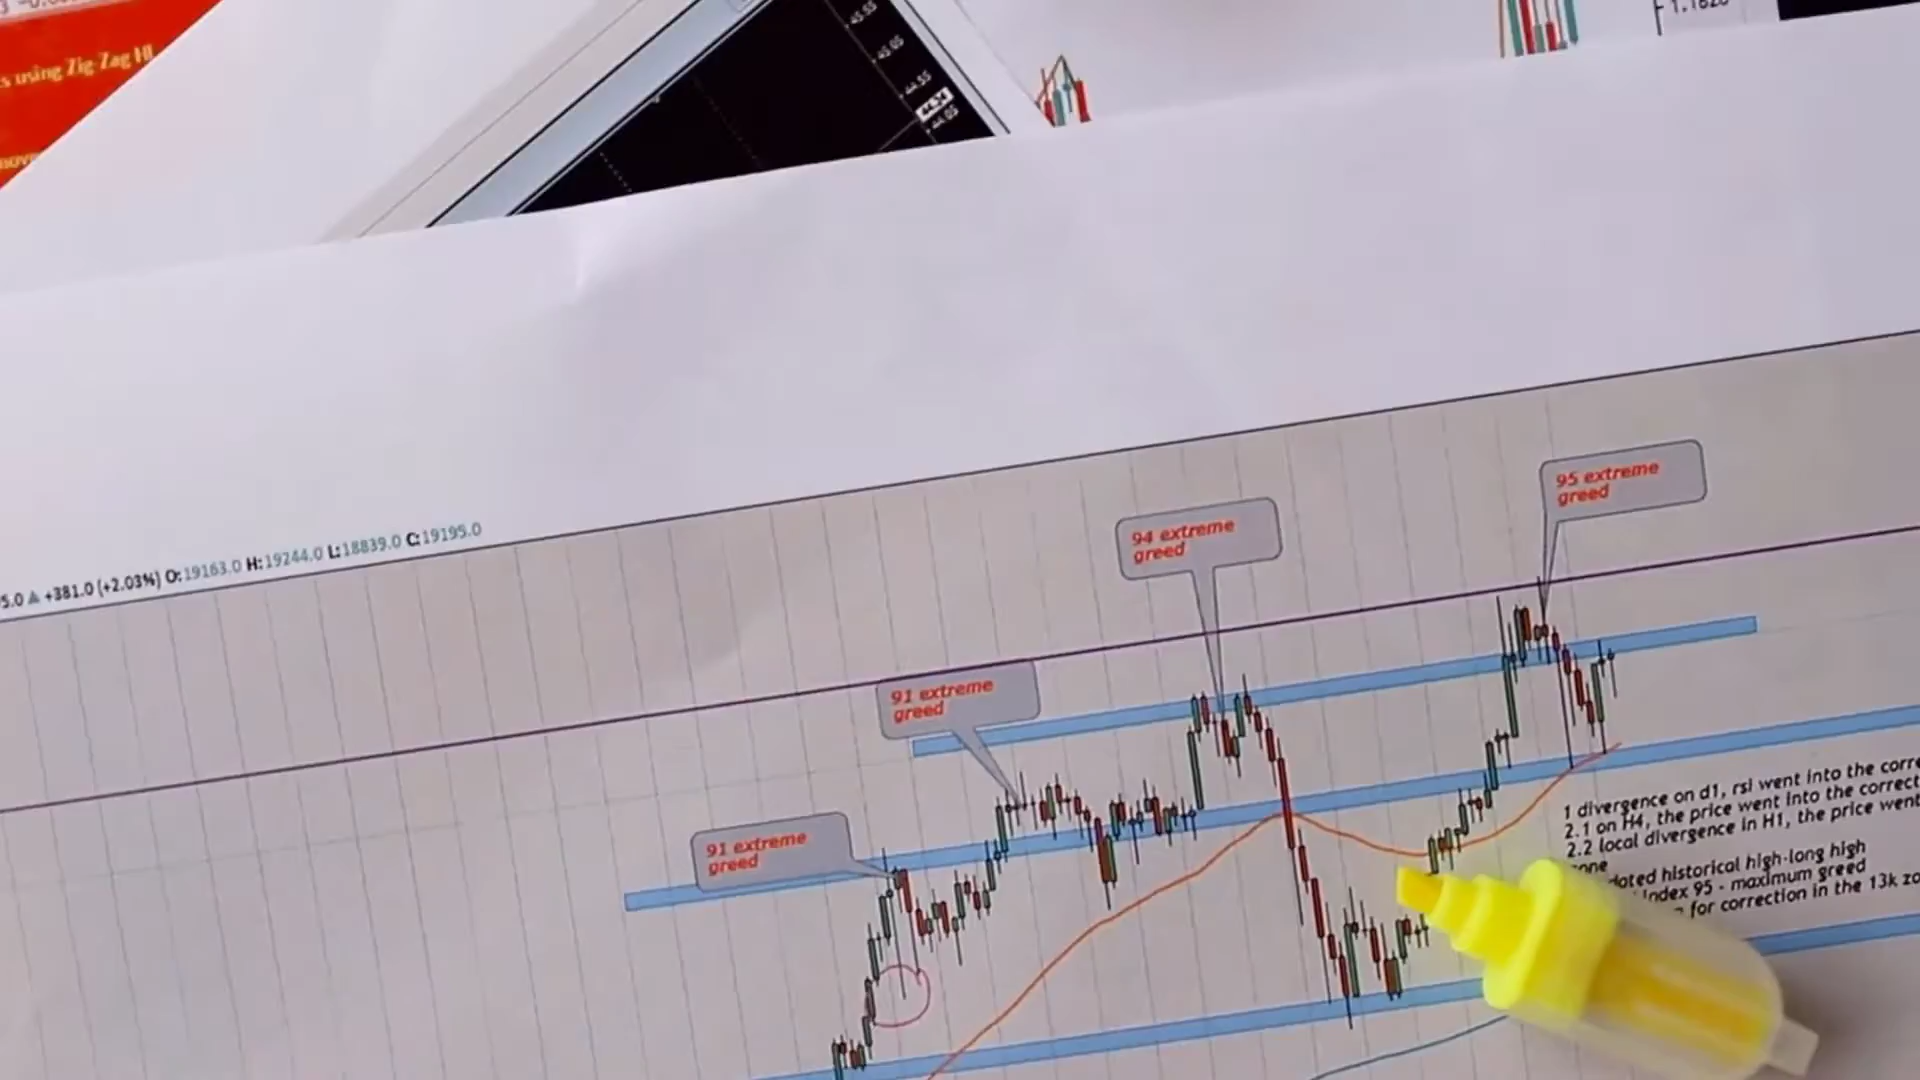 using Zig-Zag HL
45.55
45.05
44.55
44.05
5.0 ▲ +381.0 (+2.03%) O:19163.0 H:19244.0 L:18839.0 C:19195.0
95 extreme
greed
94 extreme
greed
91 extreme
greed
91 extreme
greed
1 divergence on d1, rsi went into the corre
2.1 on H4, the price went into the correct
2.2 local divergence in H1, the price went
historical high-long high
Index 95 - maximum greed
for correction in the 13k